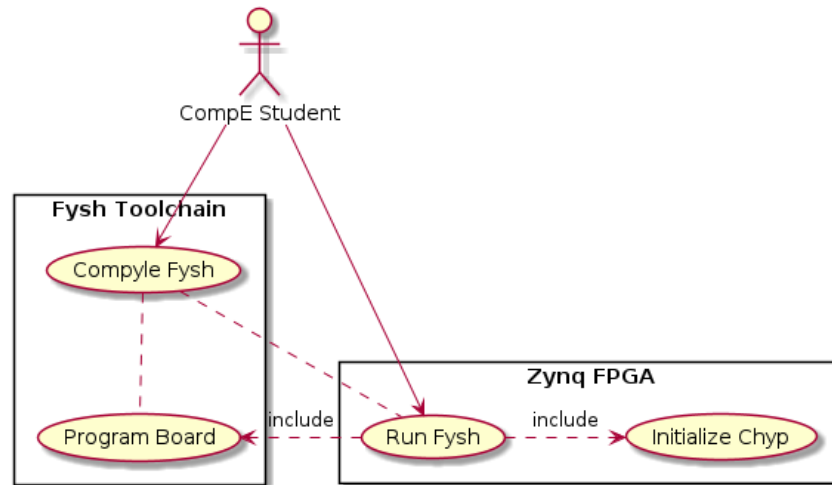 CompE Student
Fysh Toolchain
Compyle Fysh
Zynq FPGA
Program Board
include
Run Fysh
include
Initialize Chyp